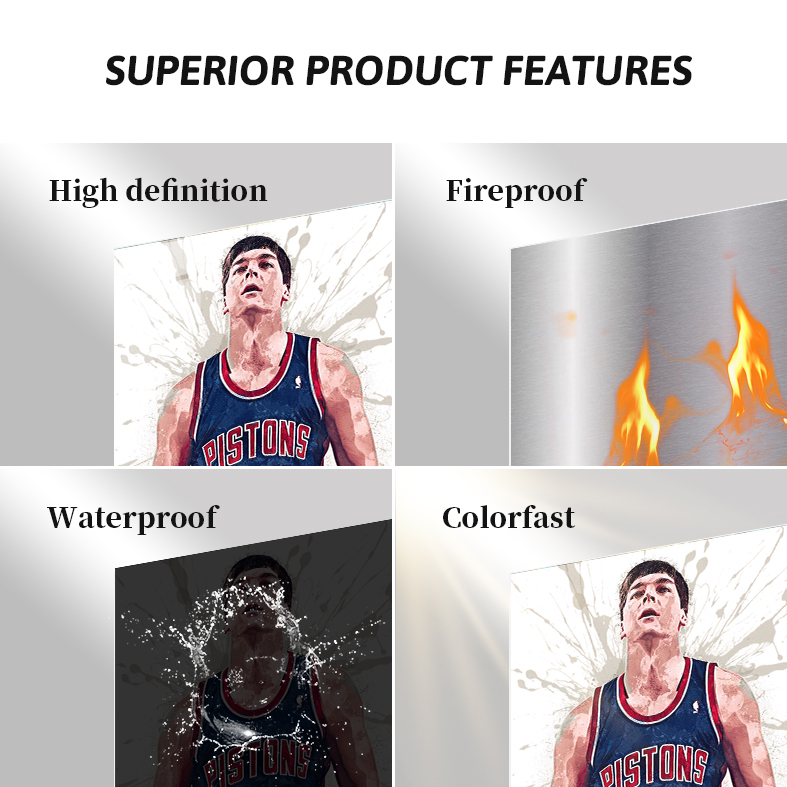 SUPERIOR PRODUCT FEATURES
High definition
Fireproof
PISTONS
Waterproof
Colorfast
PISTONS
PISTONS